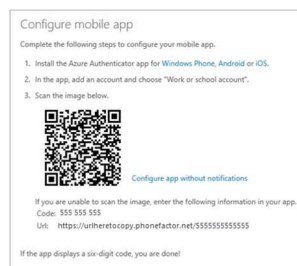 Configure mobile app
Complete the following steps to configure your mobile app.
1. Install the Azure Authenticator app for Windows Phone, Android or iOS.
2. In the app, add an account and choose "Work or school account".
3. Scan the image below.
Configure app without notifications
If you are unable to scan the image, enter the following information in your app.
Code: 555 555 555
Url: https://urlheretocopy.phonefactor.net/5555555555555
If the app displays a six-digit code, you are done!